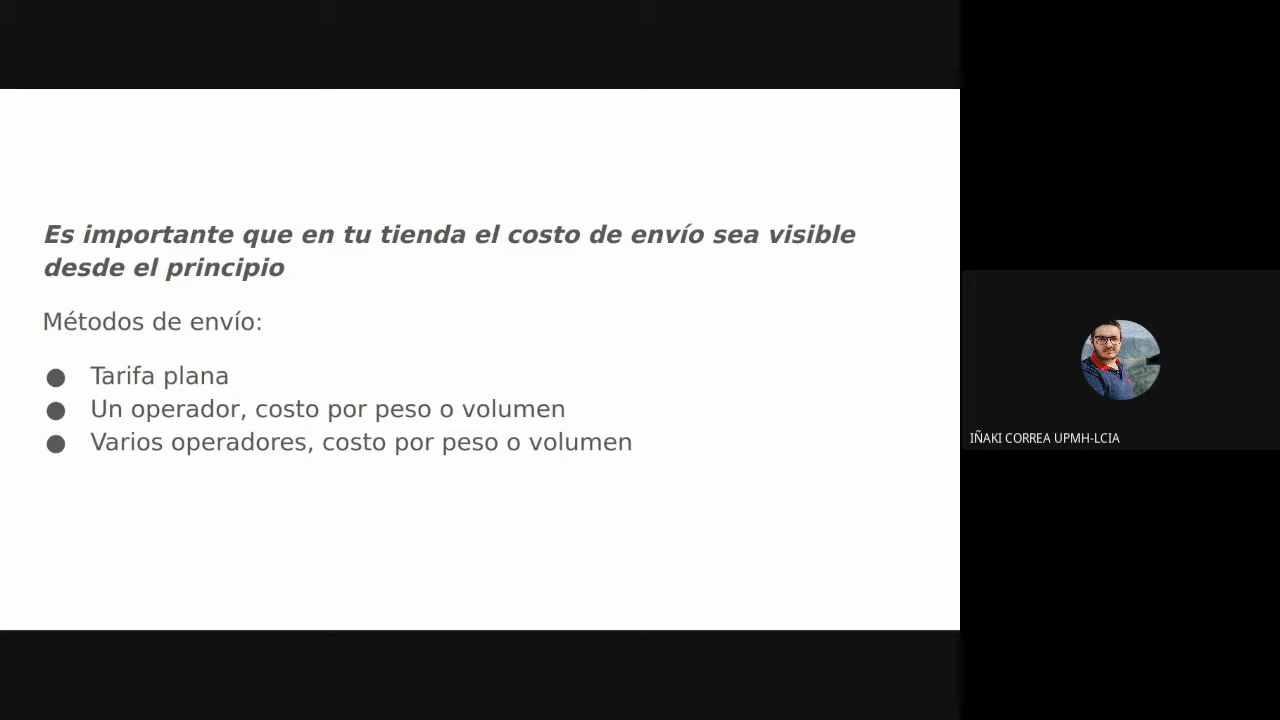 Es importante que en tu tienda el costo de envío sea visible
desde el principio
Métodos de envío:
● Tarifa plana
● Un operador, costo por peso o volumen
● Varios operadores, costo por peso o volumen
IÑAKI CORREA UPMH-LCIA